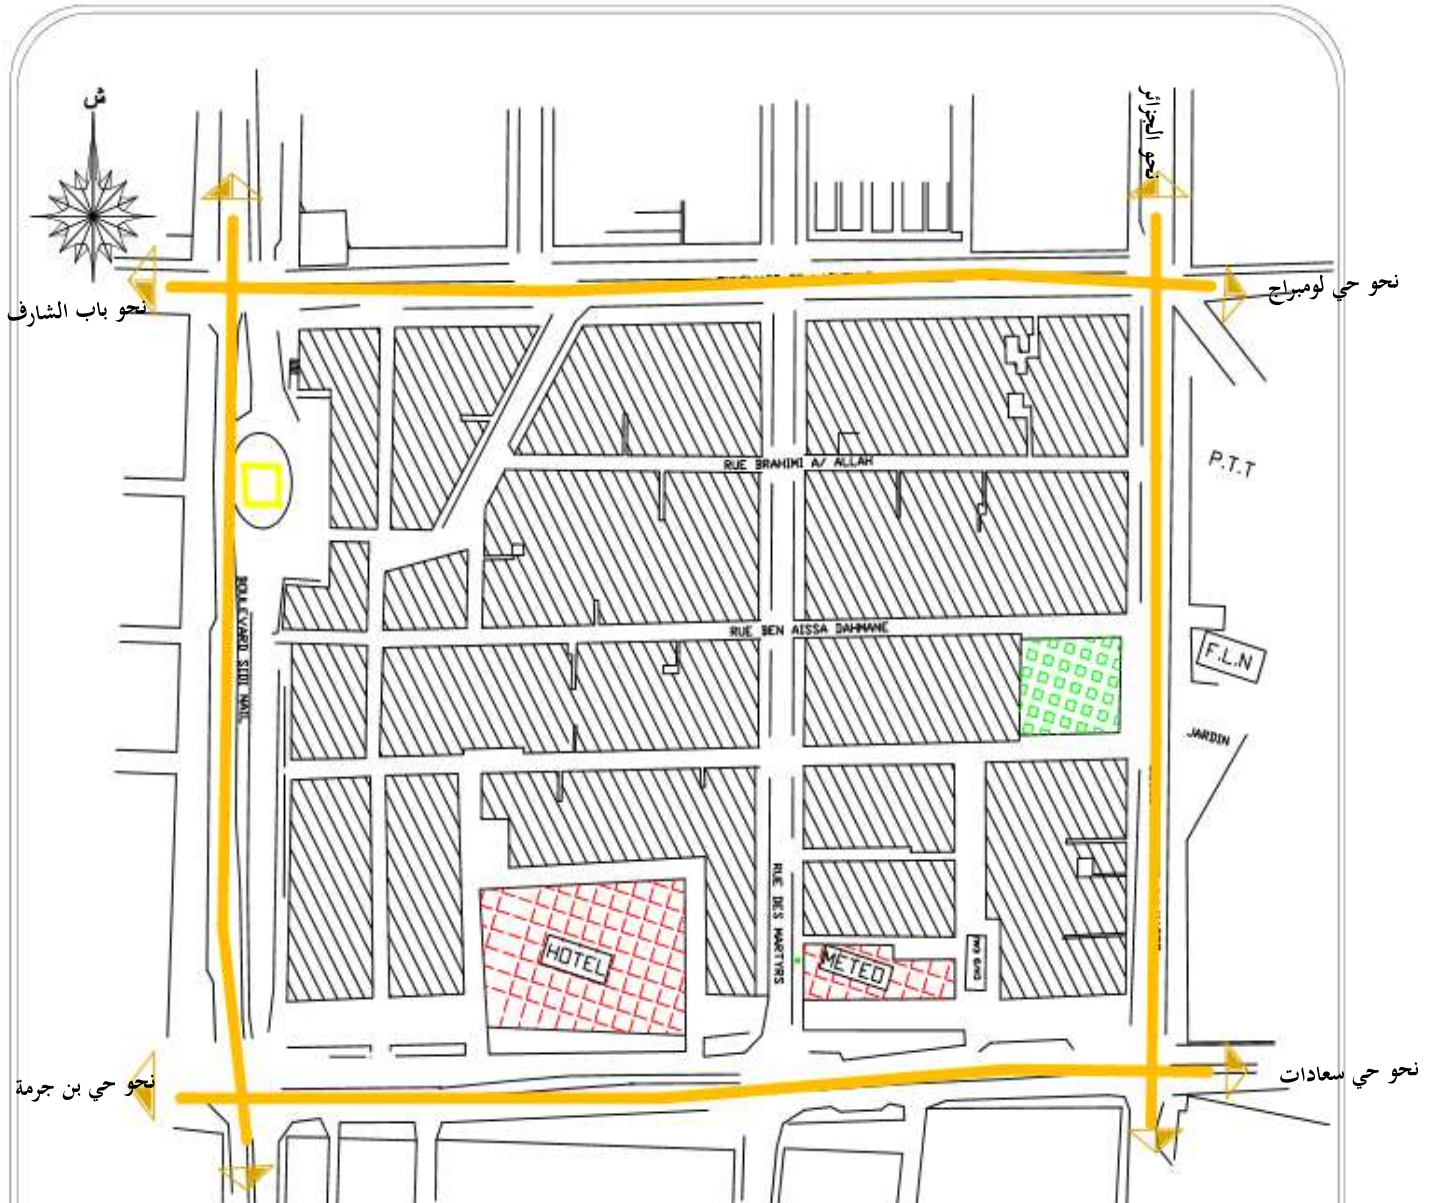 ش
نحو الجزائر
نحو حي لومبراج
نحو باب الشارف
RUE BRAHIMI A/ ALLAH
P.T.T
BOULEVARD SIDI NAIL
RUE BEN AISSA DAHMANE
F.L.N
JARDIN
RUE DES MARTYRS
HOTEL
METEO
نحو حي سعادات
نحو حي بن جرمة